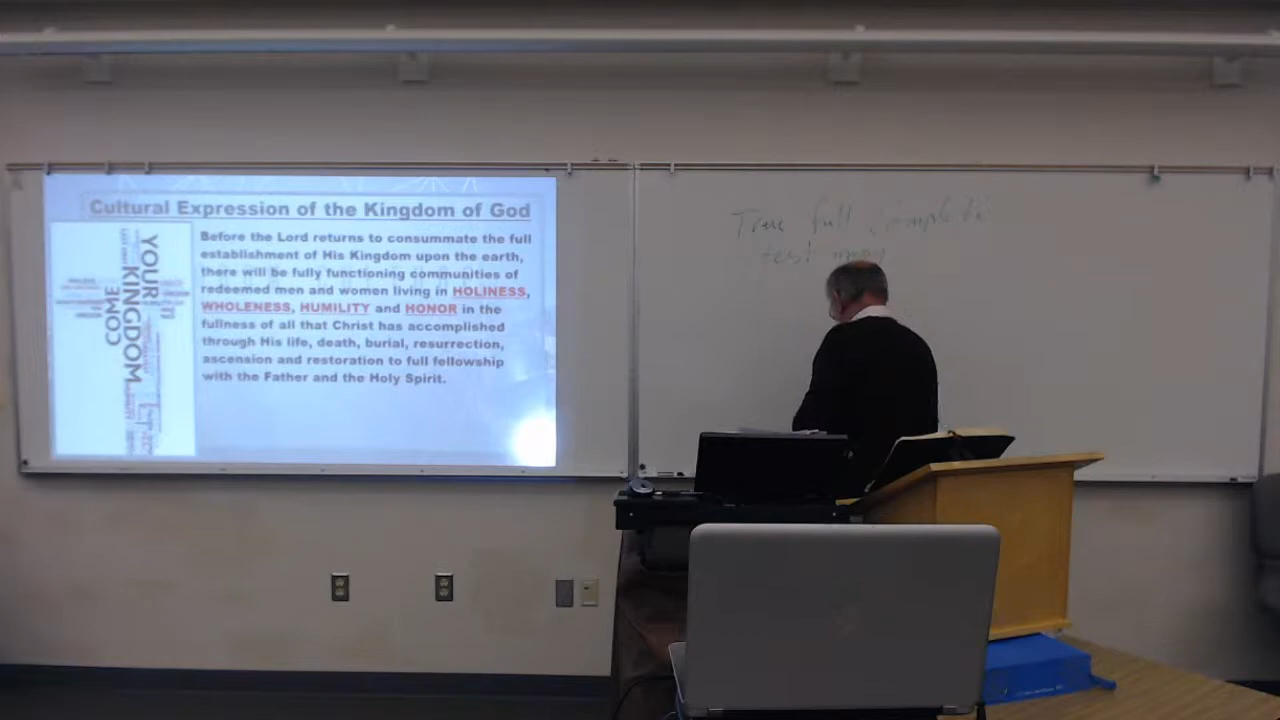 Cultural Expression of the Kingdom of God
Before the Lord returns to consummate the full
establishment of His Kingdom upon the earth,
there will be fully functioning communities of
redeemed men and women living in HOLINESS,
WHOLENESS, HUMILITY and HONOR in the
fullness of all that Christ has accomplished
through His life, death, burial, resurrection,
ascension and restoration to full fellowship
with the Father and the Holy Spirit.
YOUR
KINGDOM
COME
True full